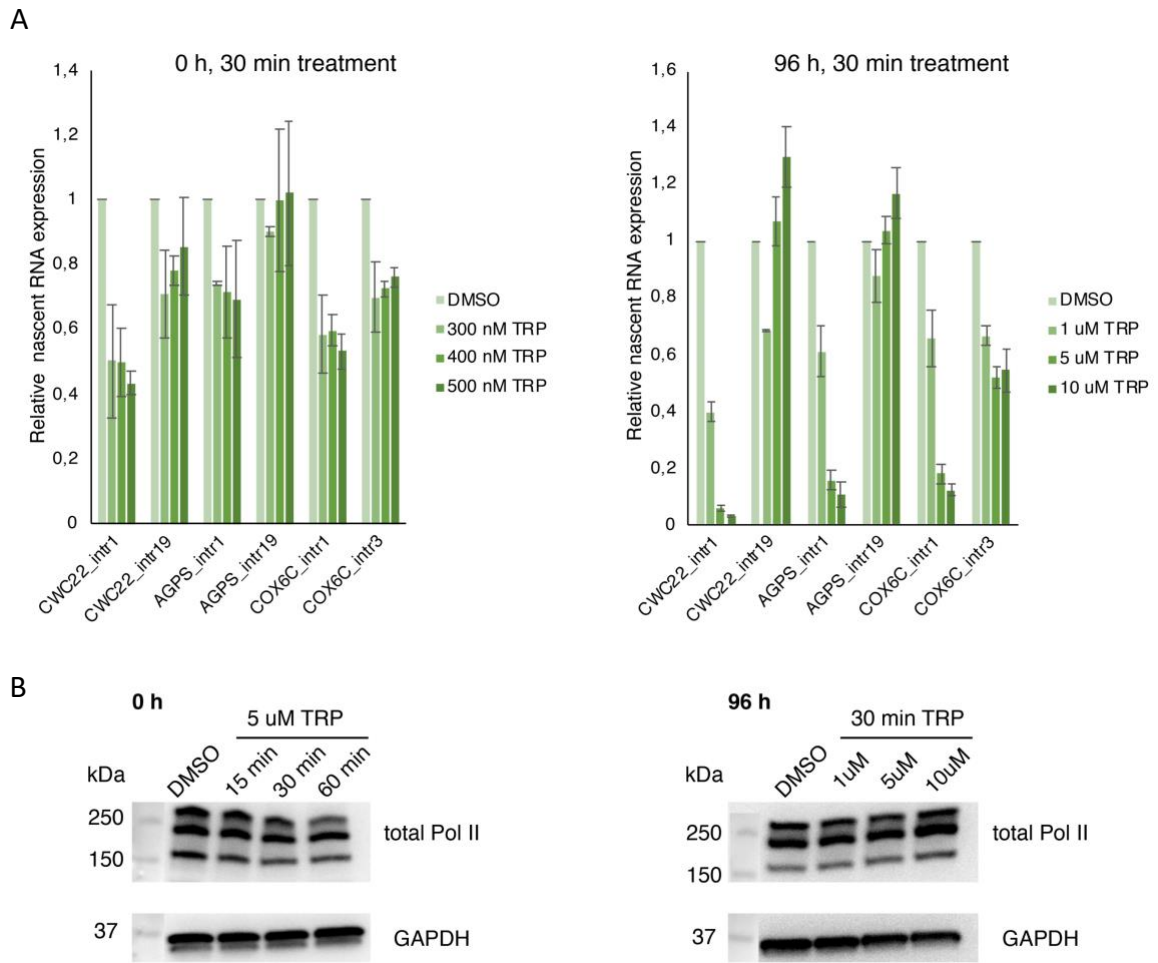 A
0 h, 30 min treatment
Relative nascent RNA expression
1,4
1,2
1
0,8
0,6
0,4
0,2
0
CWC22_intr1
CWC22_intr19
AGPS_intr1
AGPS_intr19
COX6C_intr1
COX6C_intr3
DMSO
300 nM TRP
400 nM TRP
500 nM TRP
96 h, 30 min treatment
Relative nascent RNA expression
1,6
1,4
1,2
1
0,8
0,6
0,4
0,2
0
CWC22_intr1
CWC22_intr19
AGPS_intr1
AGPS_intr19
COX6C_intr1
COX6C_intr3
DMSO
1 uM TRP
5 uM TRP
10 uM TRP
B
0 h
5 uM TRP
kDa
DMSO
15 min
30 min
60 min
250
150
total Pol II
37
GAPDH
96 h
30 min TRP
kDa
DMSO
1uM
5uM
10uM
250
150
total Pol II
37
GAPDH